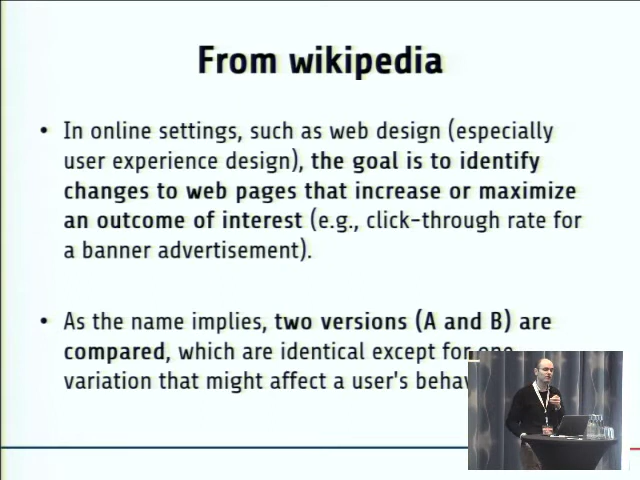 From wikipedia
• In online settings, such as web design (especially
user experience design), the goal is to identify
changes to web pages that increase or maximize
an outcome of interest (e.g., click-through rate for
a banner advertisement).
• As the name implies, two versions (A and B) are
compared, which are identical except for one
variation that might affect a user's